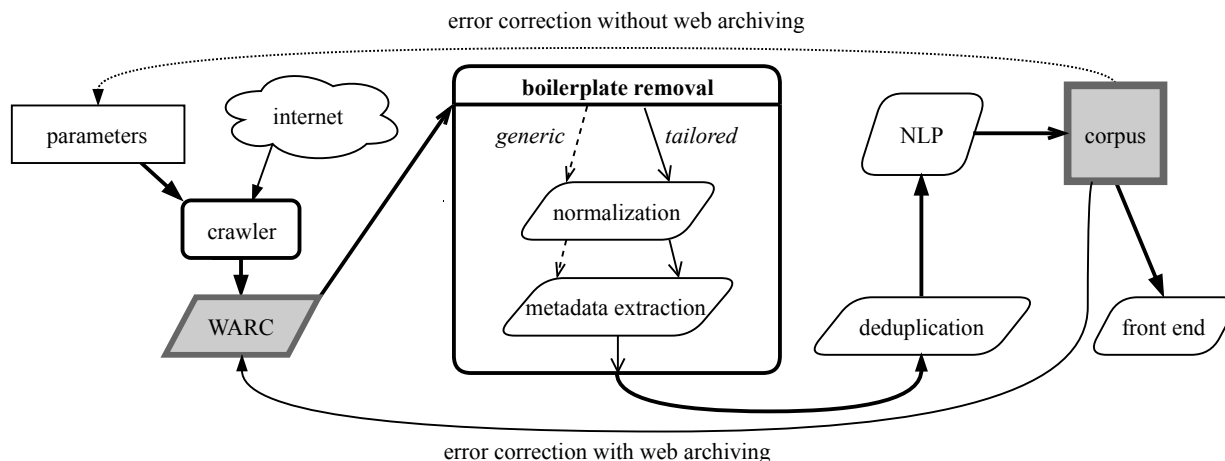 error correction without web archiving
boilerplate removal
parameters
internet
generic
tailored
NLP
corpus
normalization
crawler
metadata extraction
WARC
deduplication
front end
error correction with web archiving